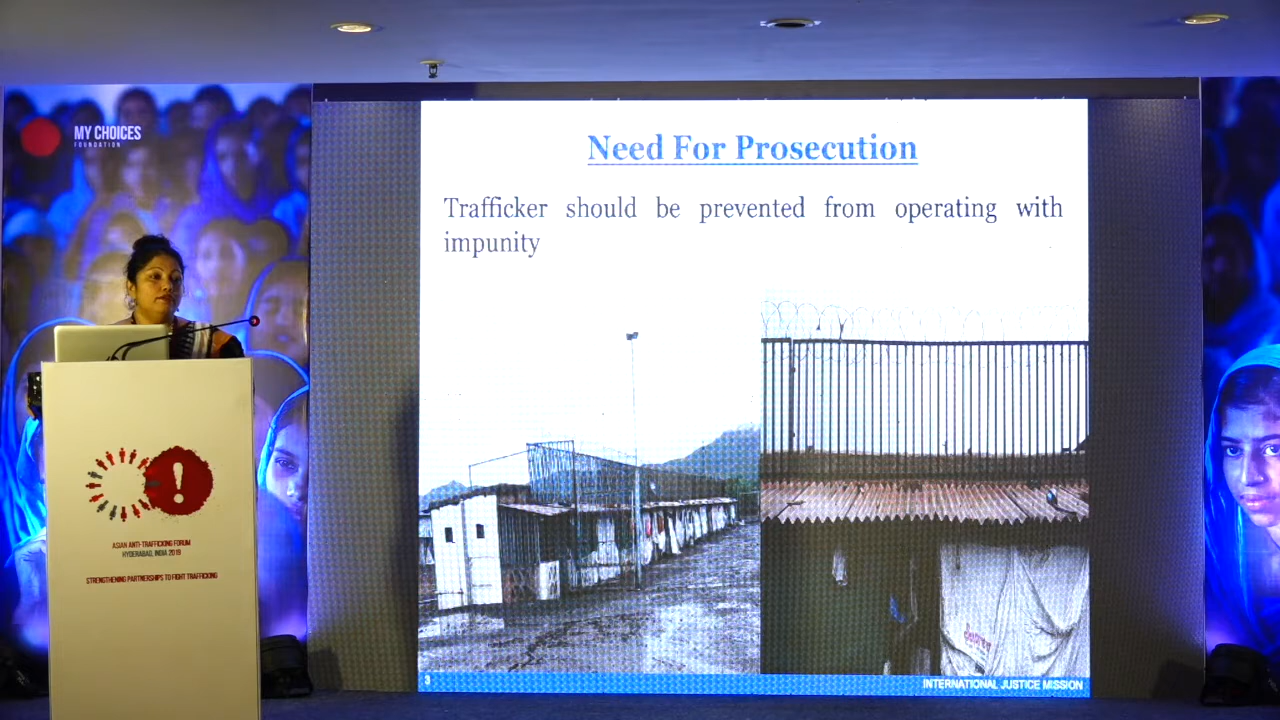 MY CHOICES
FOUNDATION
Need For Prosecution
Trafficker should be prevented from operating with
impunity
ASIAN ANTI-TRAFFICKING FORUM
HYDERABAD, INDIA 2019
STRENGTHENING PARTNERSHIPS TO FIGHT TRAFFICKING
3
INTERNATIONAL JUSTICE MISSION